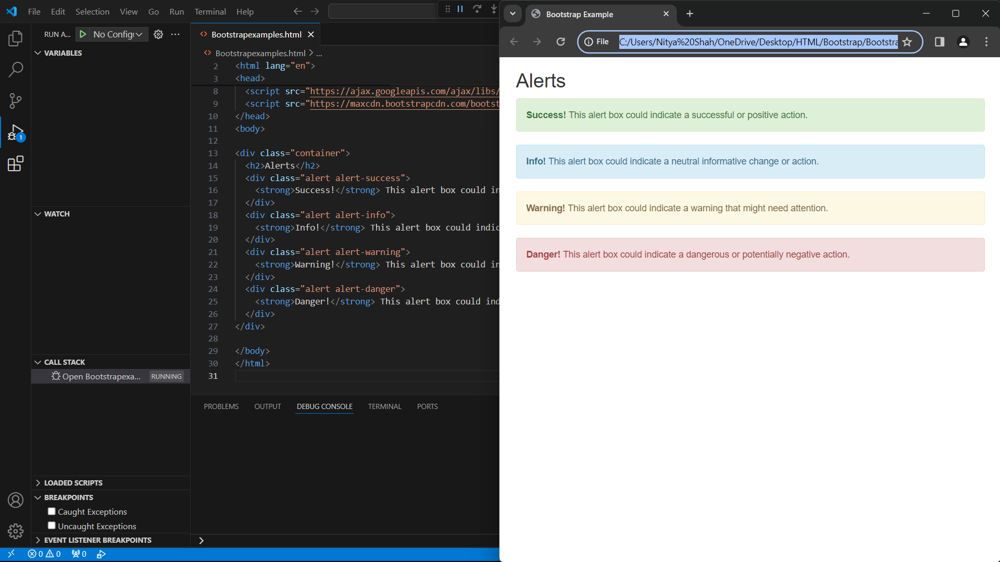 File Edit Selection View Go Run Terminal Help
RUN A... No Config
VARIABLES
WATCH
CALL STACK
Open Bootstrapexa... RUNNING
LOADED SCRIPTS
BREAKPOINTS
Caught Exceptions
Uncaught Exceptions
EVENT LISTENER BREAKPOINTS
1
Bootstrapexamples.html
Bootstrapexamples.html > ...
2 <html lang="en">
3 <head>
8 <script src="https://ajax.googleapis.com/ajax/libs/
9 <script src="https://maxcdn.bootstrapcdn.com/bootst
10 </head>
11 <body>
12
13 <div class="container">
14 <h2>Alerts</h2>
15 <div class="alert alert-success">
16 <strong>Success!</strong> This alert box could in
17 </div>
18 <div class="alert alert-info">
19 <strong>Info!</strong> This alert box could indic
20 </div>
21 <div class="alert alert-warning">
22 <strong>Warning!</strong> This alert box could in
23 </div>
24 <div class="alert alert-danger">
25 <strong>Danger!</strong> This alert box could ind
26 </div>
27 </div>
28
29 </body>
30 </html>
31
PROBLEMS OUTPUT DEBUG CONSOLE TERMINAL PORTS
0 0 0
Bootstrap Example
File C:/Users/Nitya%20Shah/OneDrive/Desktop/HTML/Bootstrap/Bootstra
Alerts
Success! This alert box could indicate a successful or positive action.
Info! This alert box could indicate a neutral informative change or action.
Warning! This alert box could indicate a warning that might need attention.
Danger! This alert box could indicate a dangerous or potentially negative action.